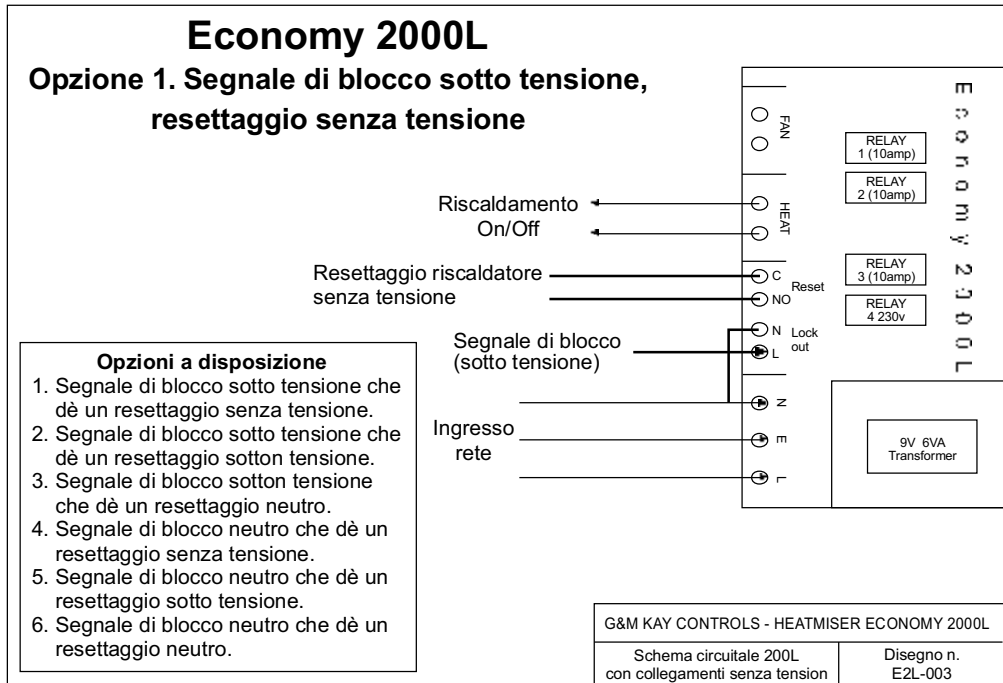 Economy 2000L
Opzione 1. Segnale di blocco sotto tensione,
resettaggio senza tensione
FAN
HEAT
Riscaldamento
On/Off
Resettaggio riscaldatore
senza tensione
C
NO
Reset
Segnale di blocco
(sotto tensione)
N
L
Lock
out
Ingresso
rete
N
E
L
RELAY
1 (10amp)
RELAY
2 (10amp)
RELAY
3 (10amp)
RELAY
4 230v
Economy 2000L
9V 6VA
Transformer
Opzioni a disposizione
1. Segnale di blocco sotto tensione che
dè un resettaggio senza tensione.
2. Segnale di blocco sotto tensione che
dè un resettaggio sotton tensione.
3. Segnale di blocco sotton tensione
che dè un resettaggio neutro.
4. Segnale di blocco neutro che dè un
resettaggio senza tensione.
5. Segnale di blocco neutro che dè un
resettaggio sotto tensione.
6. Segnale di blocco neutro che dè un
resettaggio neutro.
G&M KAY CONTROLS - HEATMISER ECONOMY 2000L
Schema circuitale 200L
con collegamenti senza tension
Disegno n.
E2L-003